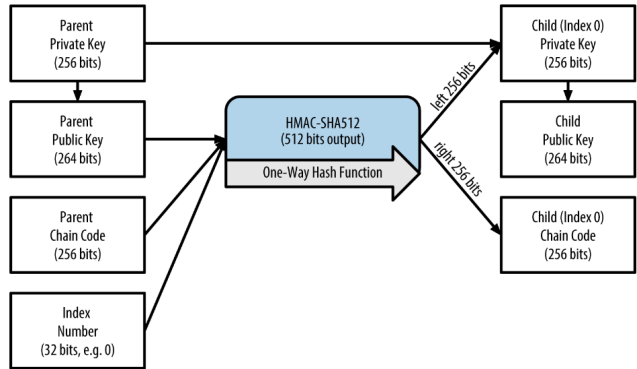 Parent
Private Key
(256 bits)
Child (Index 0)
Private Key
(256 bits)
left 256 bits
Parent
Public Key
(264 bits)
HMAC-SHA512
(512 bits output)
One-Way Hash Function
Child
Public Key
(264 bits)
right 256 bits
Parent
Chain Code
(256 bits)
Child (Index 0)
Chain Code
(256 bits)
Index
Number
(32 bits, e.g. 0)